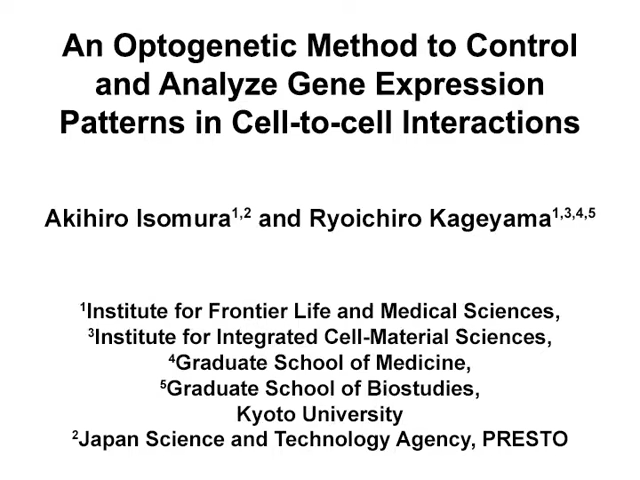 An Optogenetic Method to Control
and Analyze Gene Expression
Patterns in Cell-to-cell Interactions
Akihiro Isomura¹,² and Ryoichiro Kageyama¹,³,⁴,⁵
¹Institute for Frontier Life and Medical Sciences,
³Institute for Integrated Cell-Material Sciences,
⁴Graduate School of Medicine,
⁵Graduate School of Biostudies,
Kyoto University
²Japan Science and Technology Agency, PRESTO